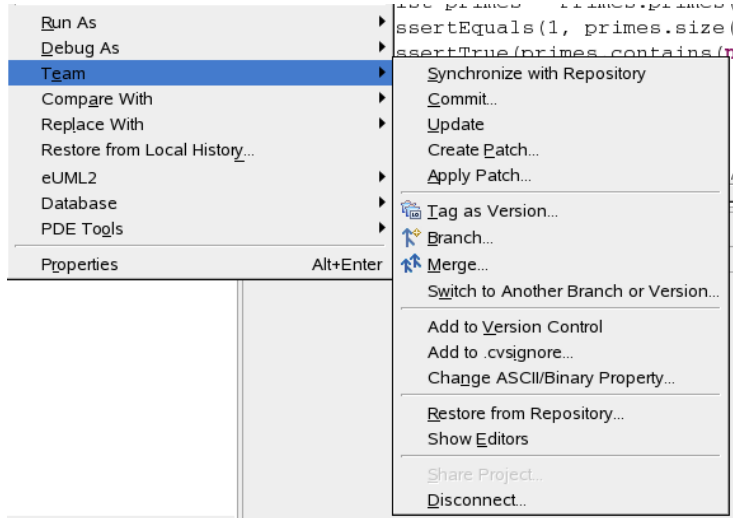 ssertEquals(1, primes.size(
ssertTrue(primes.contains(
Run As
Debug As
Team
Compare With
Replace With
Restore from Local History...
eUML2
Database
PDE Tools
Properties Alt+Enter
Synchronize with Repository
Commit...
Update
Create Patch...
Apply Patch...
Tag as Version...
Branch...
Merge...
Switch to Another Branch or Version...
Add to Version Control
Add to .cvsignore...
Change ASCII/Binary Property...
Restore from Repository...
Show Editors
Share Project...
Disconnect...